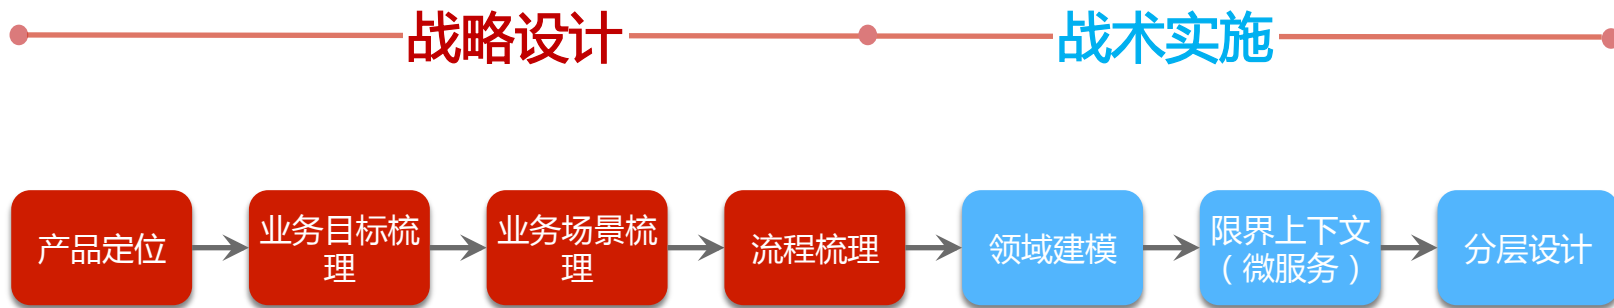 战略设计
战术实施
产品定位
业务目标梳
理
业务场景梳
理
流程梳理
领域建模
限界上下文
（微服务）
分层设计